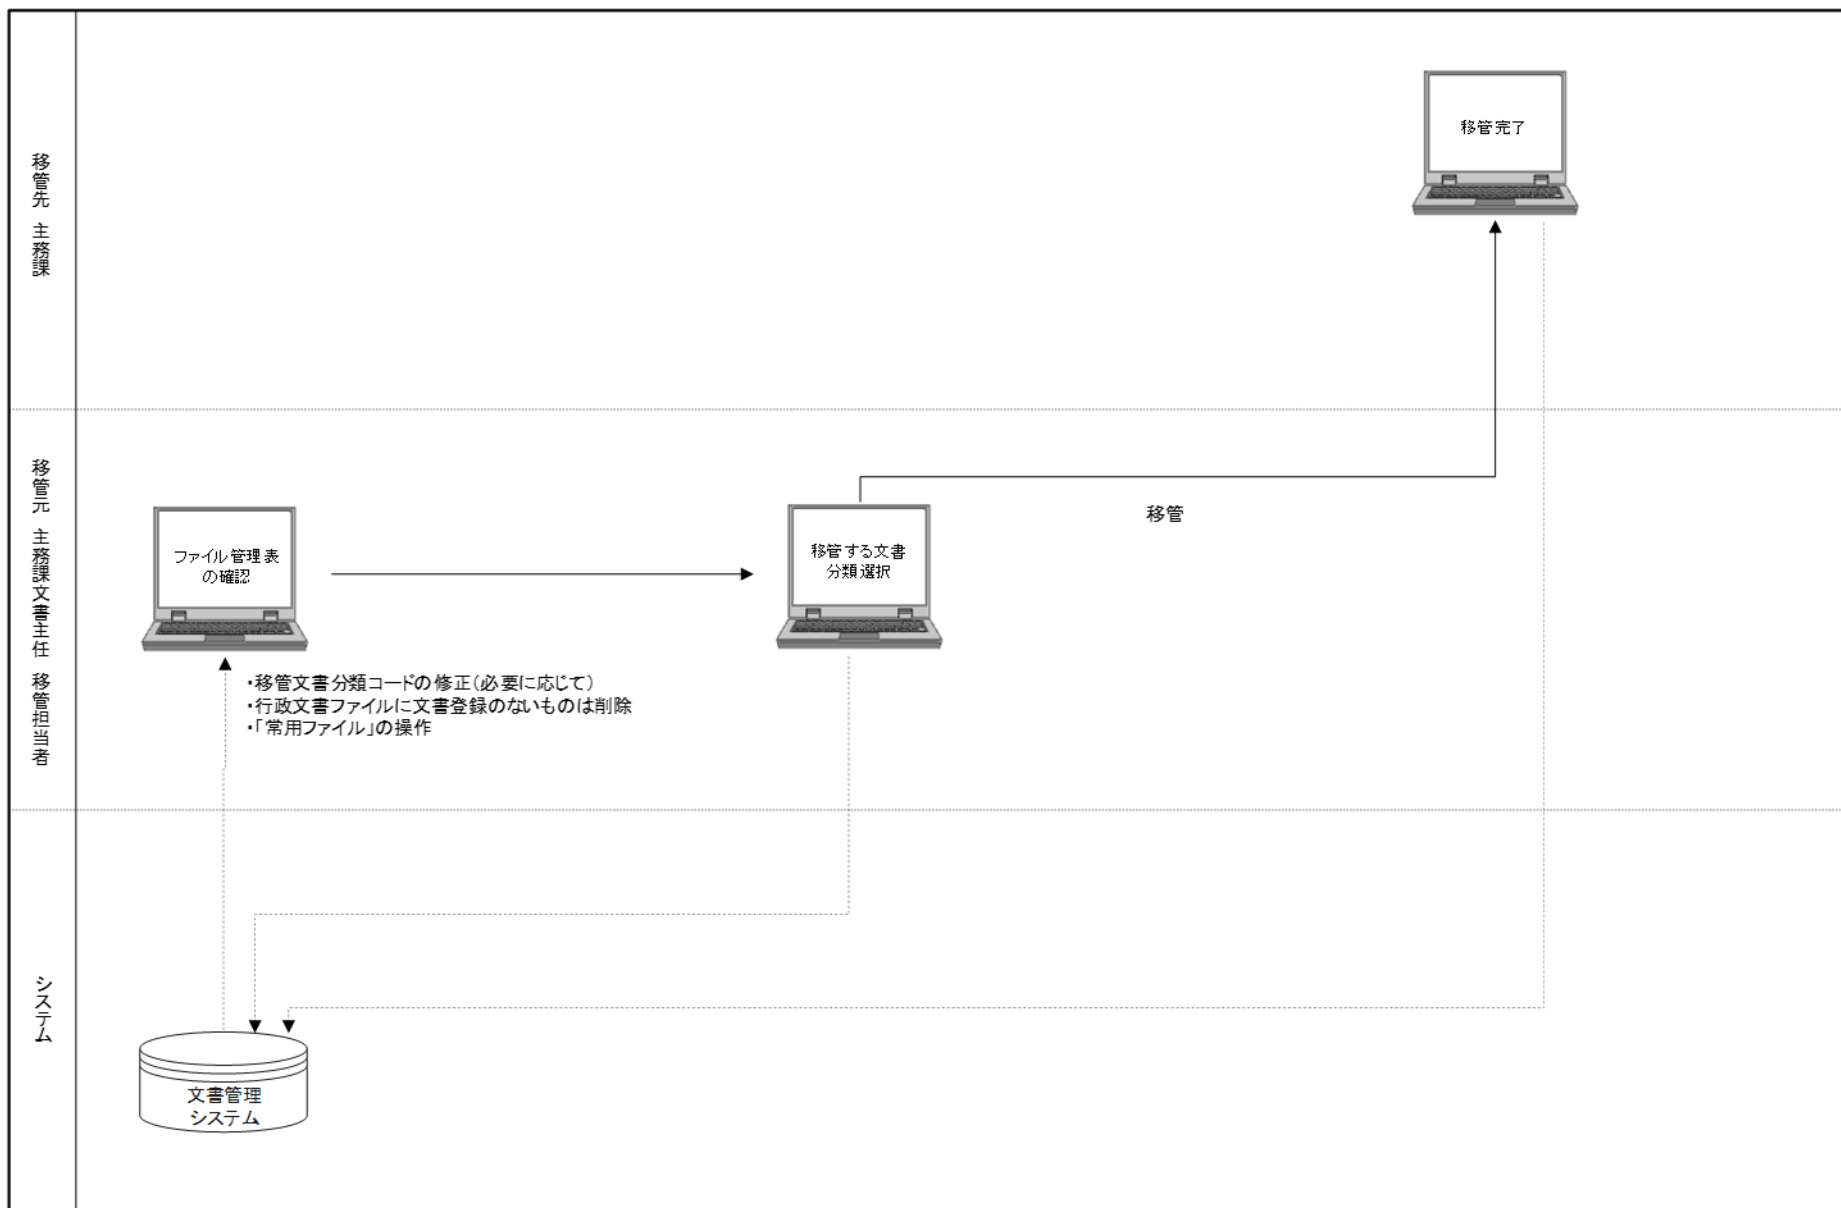 移管先 主務課
移管完了
移管元 主務課文書主任 移管担当者
ファイル管理表
の確認
移管する文書
分類選択
移管
・移管文書分類コードの修正(必要に応じて)
・行政文書ファイルに文書登録のないものは削除
・「常用ファイル」の操作
システム
文書管理
システム